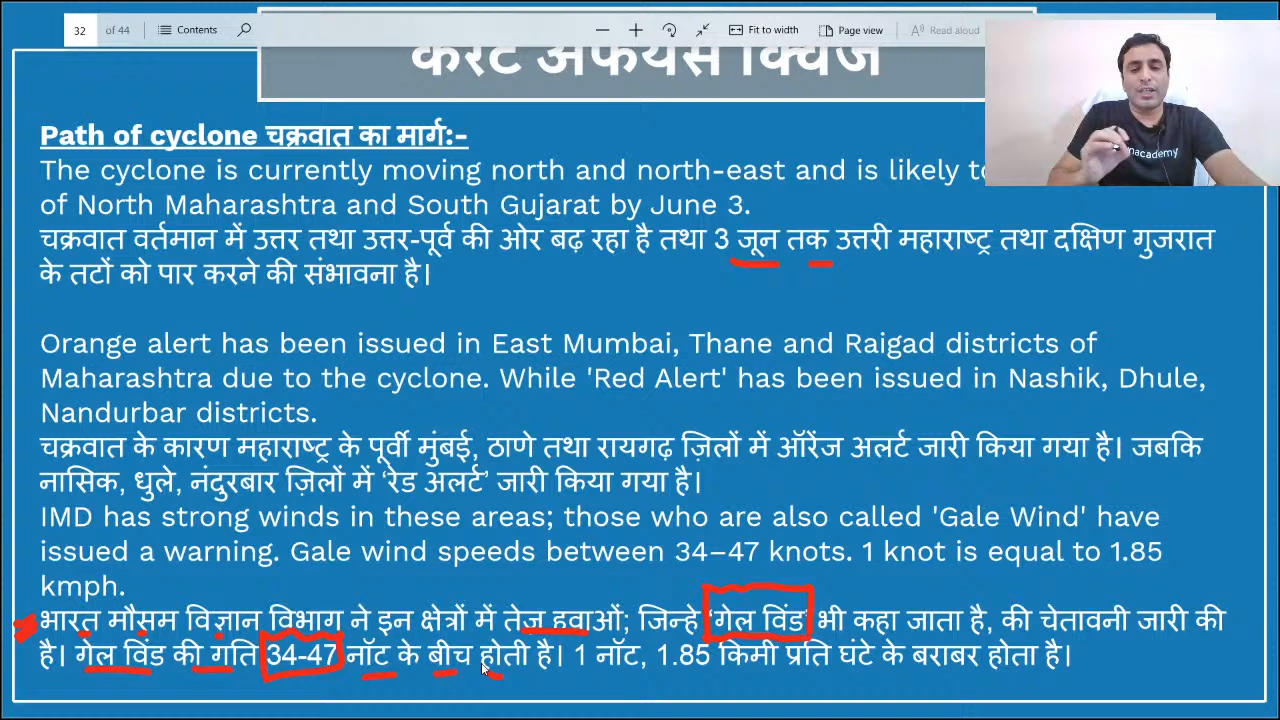 32 of 44 Contents Fit to width Page view Read aloud
करंट अफेयर्स क्विज
nacademy
Path of cyclone चक्रवात का मार्ग:-
The cyclone is currently moving north and north-east and is likely
of North Maharashtra and South Gujarat by June 3.
चक्रवात वर्तमान में उत्तर तथा उत्तर-पूर्व की ओर बढ़ रहा है तथा 3 जून तक उत्तरी महाराष्ट्र तथा दक्षिण गुजरात
के तटों को पार करने की संभावना है।
Orange alert has been issued in East Mumbai, Thane and Raigad districts of
Maharashtra due to the cyclone. While 'Red Alert' has been issued in Nashik, Dhule,
Nandurbar districts.
चक्रवात के कारण महाराष्ट्र के पूर्वी मुंबई, ठाणे तथा रायगढ़ ज़िलों में ऑरेंज अलर्ट जारी किया गया है। जबकि
नासिक, धुले, नंदुरबार ज़िलों में ‘रेड अलर्ट’ जारी किया गया है।
IMD has strong winds in these areas; those who are also called 'Gale Wind' have
issued a warning. Gale wind speeds between 34–47 knots. 1 knot is equal to 1.85
kmph.
भारत मौसम विज्ञान विभाग ने इन क्षेत्रों में तेज़ हवाओं; जिन्हे ‘गेल विंड’ भी कहा जाता है, की चेतावनी जारी की
है। गेल विंड की गति 34-47 नॉट के बीच होती है। 1 नॉट, 1.85 किमी प्रति घंटे के बराबर होता है।